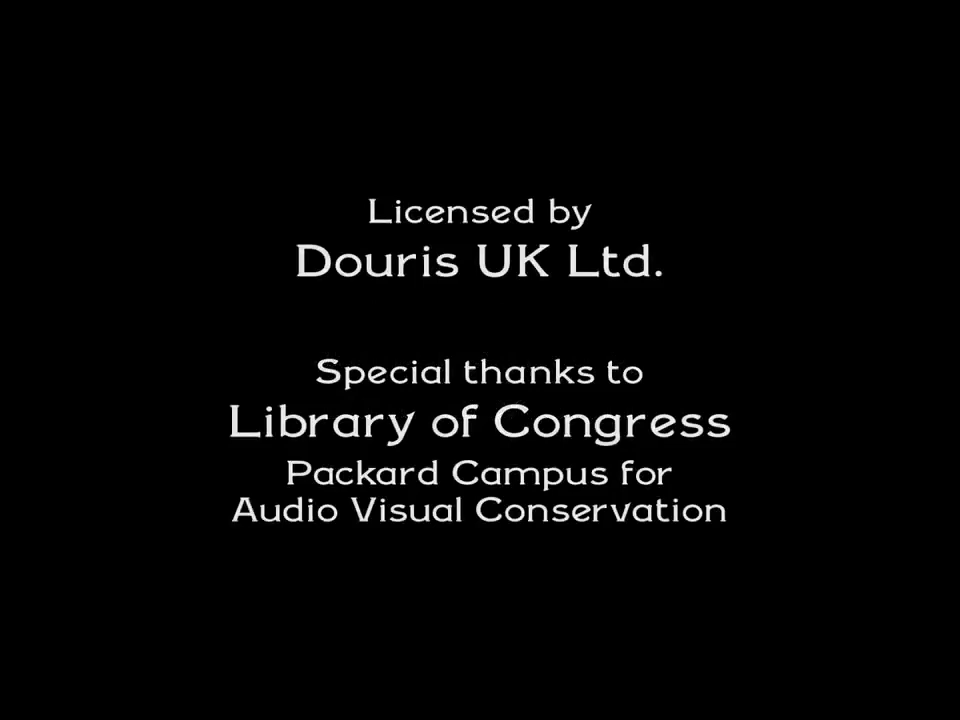 Licensed by
Douris UK Ltd.
Special thanks to
Library of Congress
Packard Campus for
Audio Visual Conservation